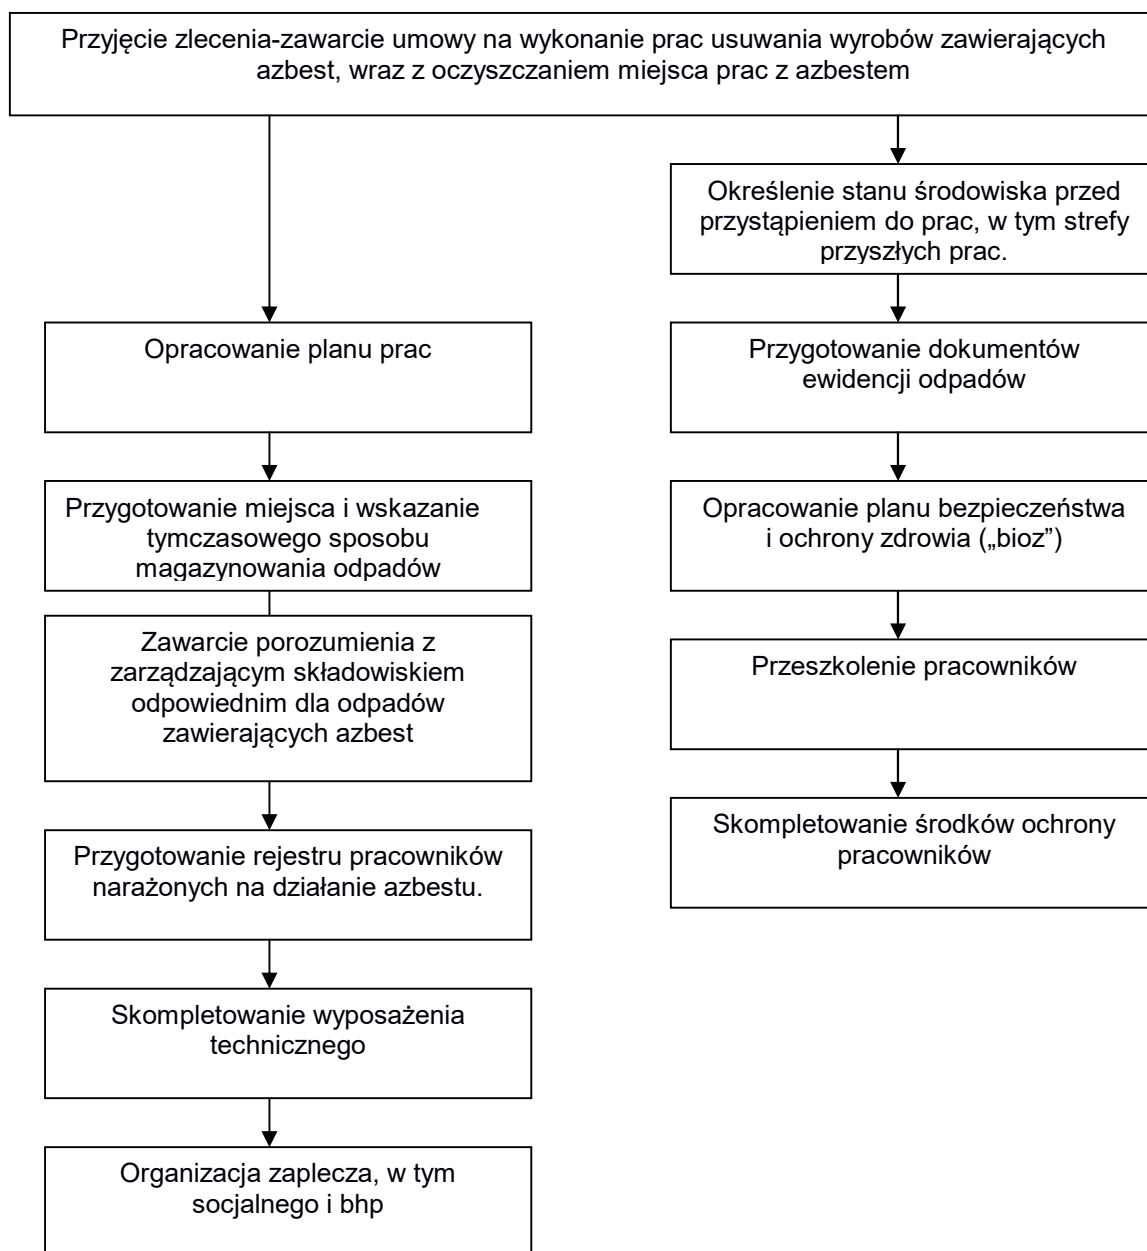 Przyjęcie zlecenia-zawarcie umowy na wykonanie prac usuwania wyrobów zawierających
azbest, wraz z oczyszczaniem miejsca prac z azbestem
Określenie stanu środowiska przed
przystąpieniem do prac, w tym strefy
przyszłych prac.
Opracowanie planu prac
Przygotowanie dokumentów
ewidencji odpadów
Przygotowanie miejsca i wskazanie
tymczasowego sposobu
magazynowania odpadów
Opracowanie planu bezpieczeństwa
i ochrony zdrowia („bioz”)
Zawarcie porozumienia z
zarządzającym składowiskiem
odpowiednim dla odpadów
zawierających azbest
Przeszkolenie pracowników
Przygotowanie rejestru pracowników
narażonych na działanie azbestu.
Skompletowanie środków ochrony
pracowników
Skompletowanie wyposażenia
technicznego
Organizacja zaplecza, w tym
socjalnego i bhp